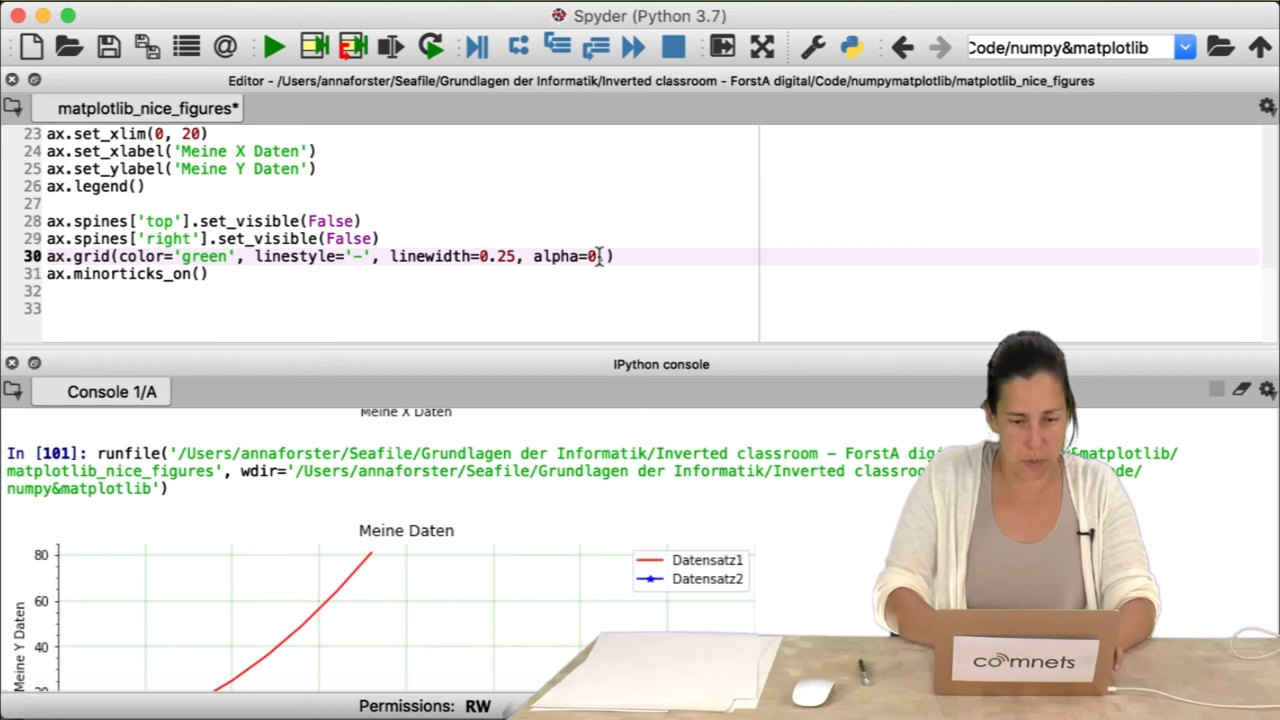 Spyder (Python 3.7)
Code/numpy&matplotlib
Editor - /Users/annaforster/Seafile/Grundlagen der Informatik/Inverted classroom - ForstA digital/Code/numpymatplotlib/matplotlib_nice_figures
matplotlib_nice_figures*
23 ax.set_xlim(0, 20)
24 ax.set_xlabel('Meine X Daten')
25 ax.set_ylabel('Meine Y Daten')
26 ax.legend()
27
28 ax.spines['top'].set_visible(False)
29 ax.spines['right'].set_visible(False)
30 ax.grid(color='green', linestyle='-', linewidth=0.25, alpha=0.)
31 ax.minorticks_on()
32
33
IPython console
Console 1/A
Meine X Daten
In [101]: runfile('/Users/annaforster/Seafile/Grundlagen der Informatik/Inverted classroom - ForstA dig &matplotlib/
matplotlib_nice_figures', wdir='/Users/annaforster/Seafile/Grundlagen der Informatik/Inverted classroo de/
numpy&matplotlib')
Meine Daten
80
60
40
20
Meine Y Daten
Datensatz1
Datensatz2
comnets
Permissions: RW